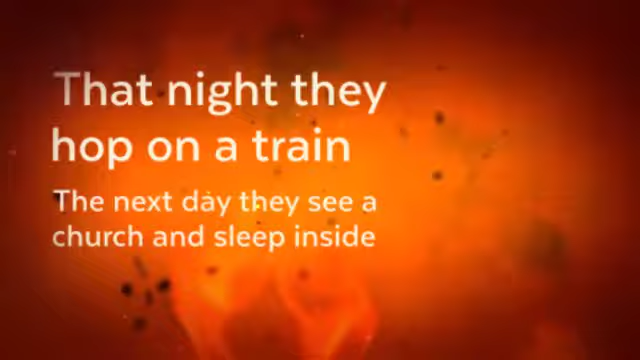 That night they
hop on a train
The next day they see a
church and sleep inside